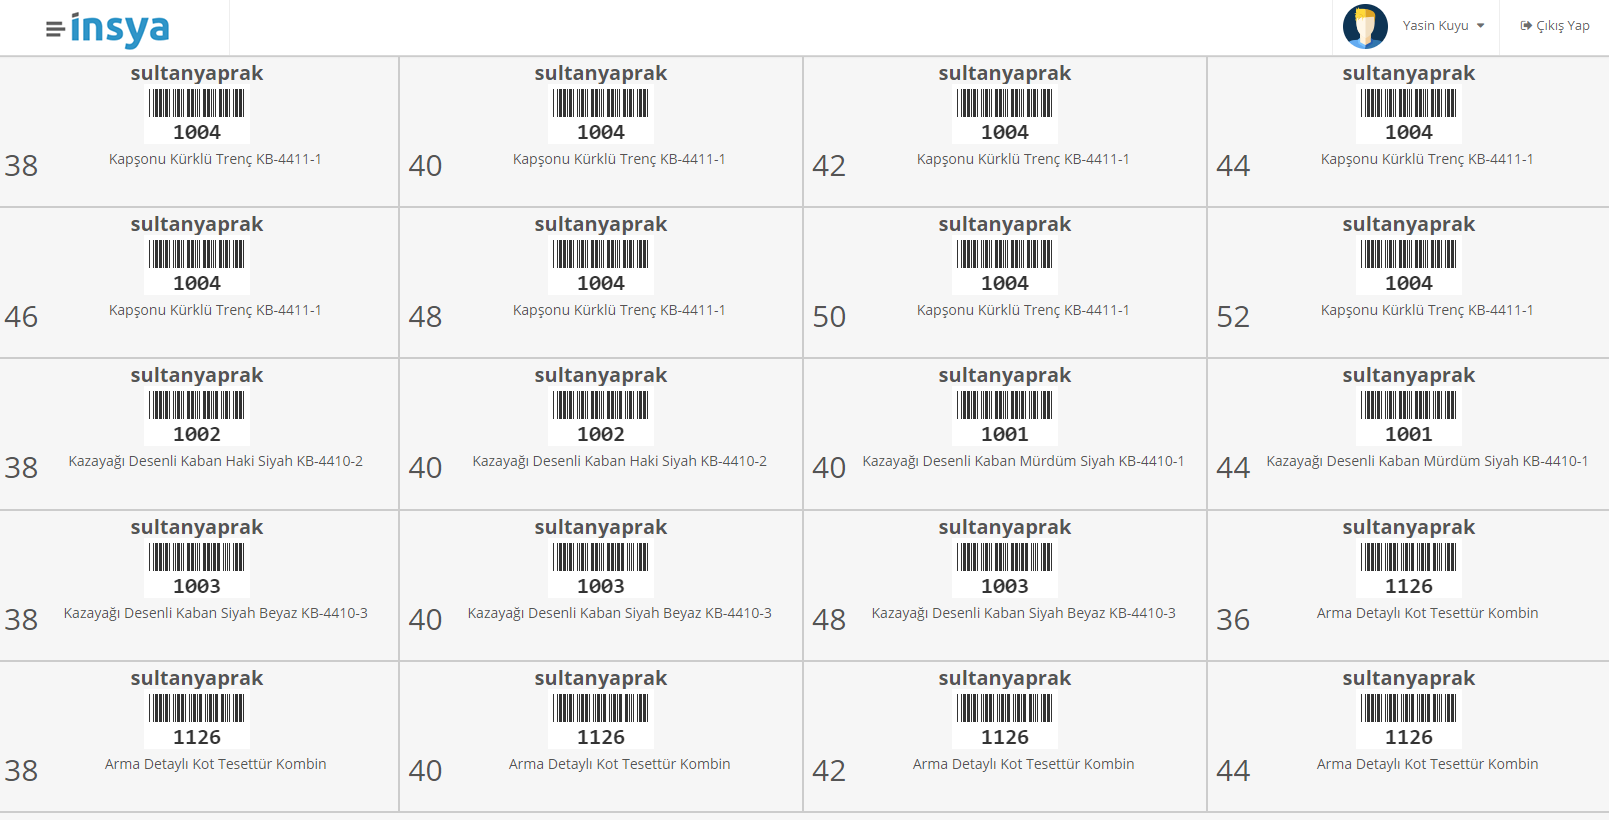 insya
Yasin Kuyu
Çıkış Yap
sultanyaprak
1004
Kapşonu Kürklü Trenç KB-4411-1
38
sultanyaprak
1004
Kapşonu Kürklü Trenç KB-4411-1
40
sultanyaprak
1004
Kapşonu Kürklü Trenç KB-4411-1
42
sultanyaprak
1004
Kapşonu Kürklü Trenç KB-4411-1
44
sultanyaprak
1004
Kapşonu Kürklü Trenç KB-4411-1
46
sultanyaprak
1004
Kapşonu Kürklü Trenç KB-4411-1
48
sultanyaprak
1004
Kapşonu Kürklü Trenç KB-4411-1
50
sultanyaprak
1004
Kapşonu Kürklü Trenç KB-4411-1
52
sultanyaprak
1002
Kazayağı Desenli Kaban Haki Siyah KB-4410-2
38
sultanyaprak
1002
Kazayağı Desenli Kaban Haki Siyah KB-4410-2
40
sultanyaprak
1001
Kazayağı Desenli Kaban Mürdüm Siyah KB-4410-1
40
sultanyaprak
1001
Kazayağı Desenli Kaban Mürdüm Siyah KB-4410-1
44
sultanyaprak
1003
Kazayağı Desenli Kaban Siyah Beyaz KB-4410-3
38
sultanyaprak
1003
Kazayağı Desenli Kaban Siyah Beyaz KB-4410-3
40
sultanyaprak
1003
Kazayağı Desenli Kaban Siyah Beyaz KB-4410-3
48
sultanyaprak
1126
Arma Detaylı Kot Tesettür Kombin
36
sultanyaprak
1126
Arma Detaylı Kot Tesettür Kombin
38
sultanyaprak
1126
Arma Detaylı Kot Tesettür Kombin
40
sultanyaprak
1126
Arma Detaylı Kot Tesettür Kombin
42
sultanyaprak
1126
Arma Detaylı Kot Tesettür Kombin
44